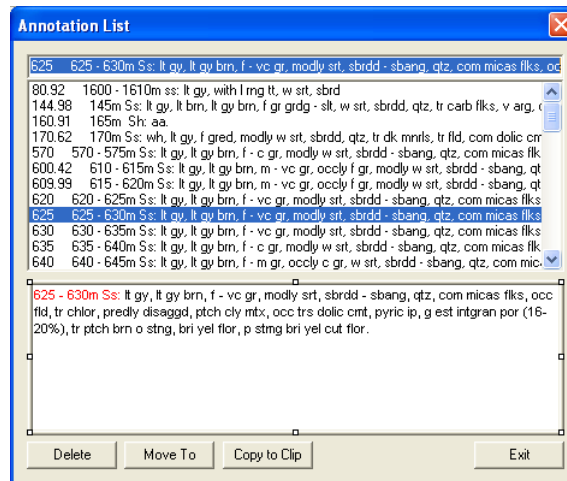 Annotation List
625 625 - 630m Ss: lt gy, lt gy brn, f - vc gr, modly srt, sbrdd - sbang, qtz, com micas flks, oc
80.92 1600 - 1610m ss: lt gy, with l rng tt, w srt, sbrd
144.98 145m Ss: lt gy, lt brn, lt gy brn, f gr grdg - slt, w srt, sbrdd, qtz, tr carb flks, v arg,
160.91 165m Sh: aa.
170.62 170m Ss: wh, lt gy, f gred, modly w srt, sbrdd, qtz, tr dk mnrls, tr fld, com dolic cm
570 570 - 575m Ss: lt gy, f - c gr, modly w srt, sbrdd - sbang, qtz, com micas flk
600.42 610 - 615m Ss: lt gy, lt gy brn, m - vc gr, occly f gr, modly w srt, sbrdd - sbang, qt
609.99 615 - 620m Ss: lt gy, lt gy brn, m - vc gr, occly f gr, modly w srt, sbrdd - sbang, qt
620 620 - 625m Ss: lt gy, lt gy brn, f - vc gr, modly srt, sbrdd - sbang, qtz, com micas flks
625 625 - 630m Ss: lt gy, lt gy brn, f - vc gr, modly srt, sbrdd - sbang, qtz, com micas flks
630 630 - 635m Ss: lt gy, lt gy brn, f - vc gr, modly srt, sbrdd - sbang, qtz, com micas flks
635 635 - 640m Ss: lt gy, lt gy brn, f - c gr, modly w srt, sbrdd - sbang, qtz, com micas flk
640 640 - 645m Ss: lt gy, lt gy brn, f - m gr, occly c gr, w srt, sbrdd - sbang, qtz, com mic
625 - 630m Ss: lt gy, lt gy brn, f - vc gr, modly srt, sbrdd - sbang, qtz, com micas flks, occ
fld, tr chlor, predly disaggd, ptch cly mtx, occ trs dolic cmt, pyric ip, g est intgran por (16-
20%), tr ptch brn o stng, bri yel flor, p stmg bri yel cut flor.
Delete Move To Copy to Clip Exit